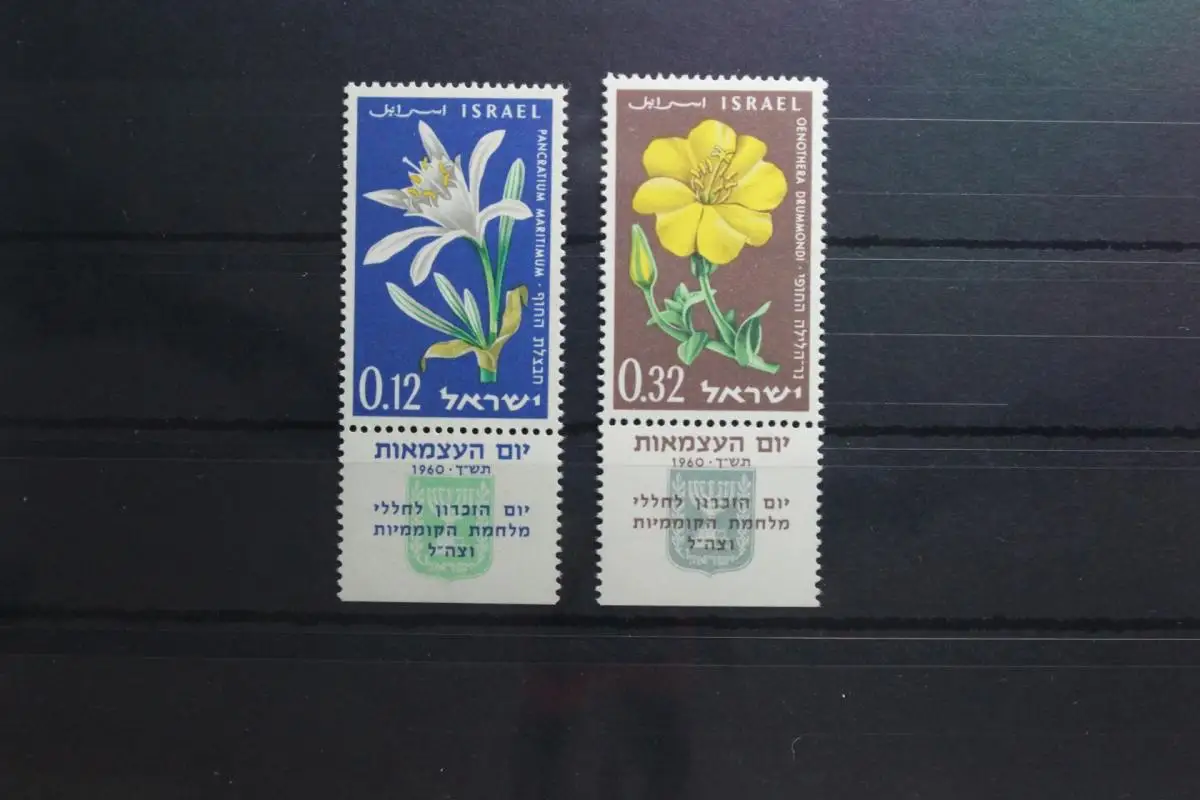 ISRAEL اسرائيل
PANCRATIUM MARITIMUM · חבצלת החוף
0.12 ישראל
יום העצמאות
תש״ך · 1960
יום הזכרון לחללי
מלחמת הקוממיות
וצה״ל
ישראל
ISRAEL اسرائيل
OENOTHERA DRUMMONDI · נר־הלילה החופי
0.32 ישראל
יום העצמאות
תש״ך · 1960
יום הזכרון לחללי
מלחמת הקוממיות
וצה״ל
ישראל